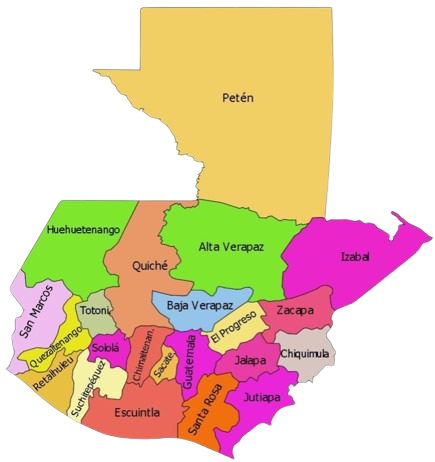 Petén
Huehuetenango
Alta Verapaz
Izabal
Quiché
San Marcos
Totoni.
Baja Verapaz
Zacapa
El Progreso
Quezaltenango
Sololá
Chimaltenan.
Sacate.
Guatemala
Jalapa
Chiquimula
Retalhuleu
Suchitepéquez
Escuintla
Santa Rosa
Jutiapa